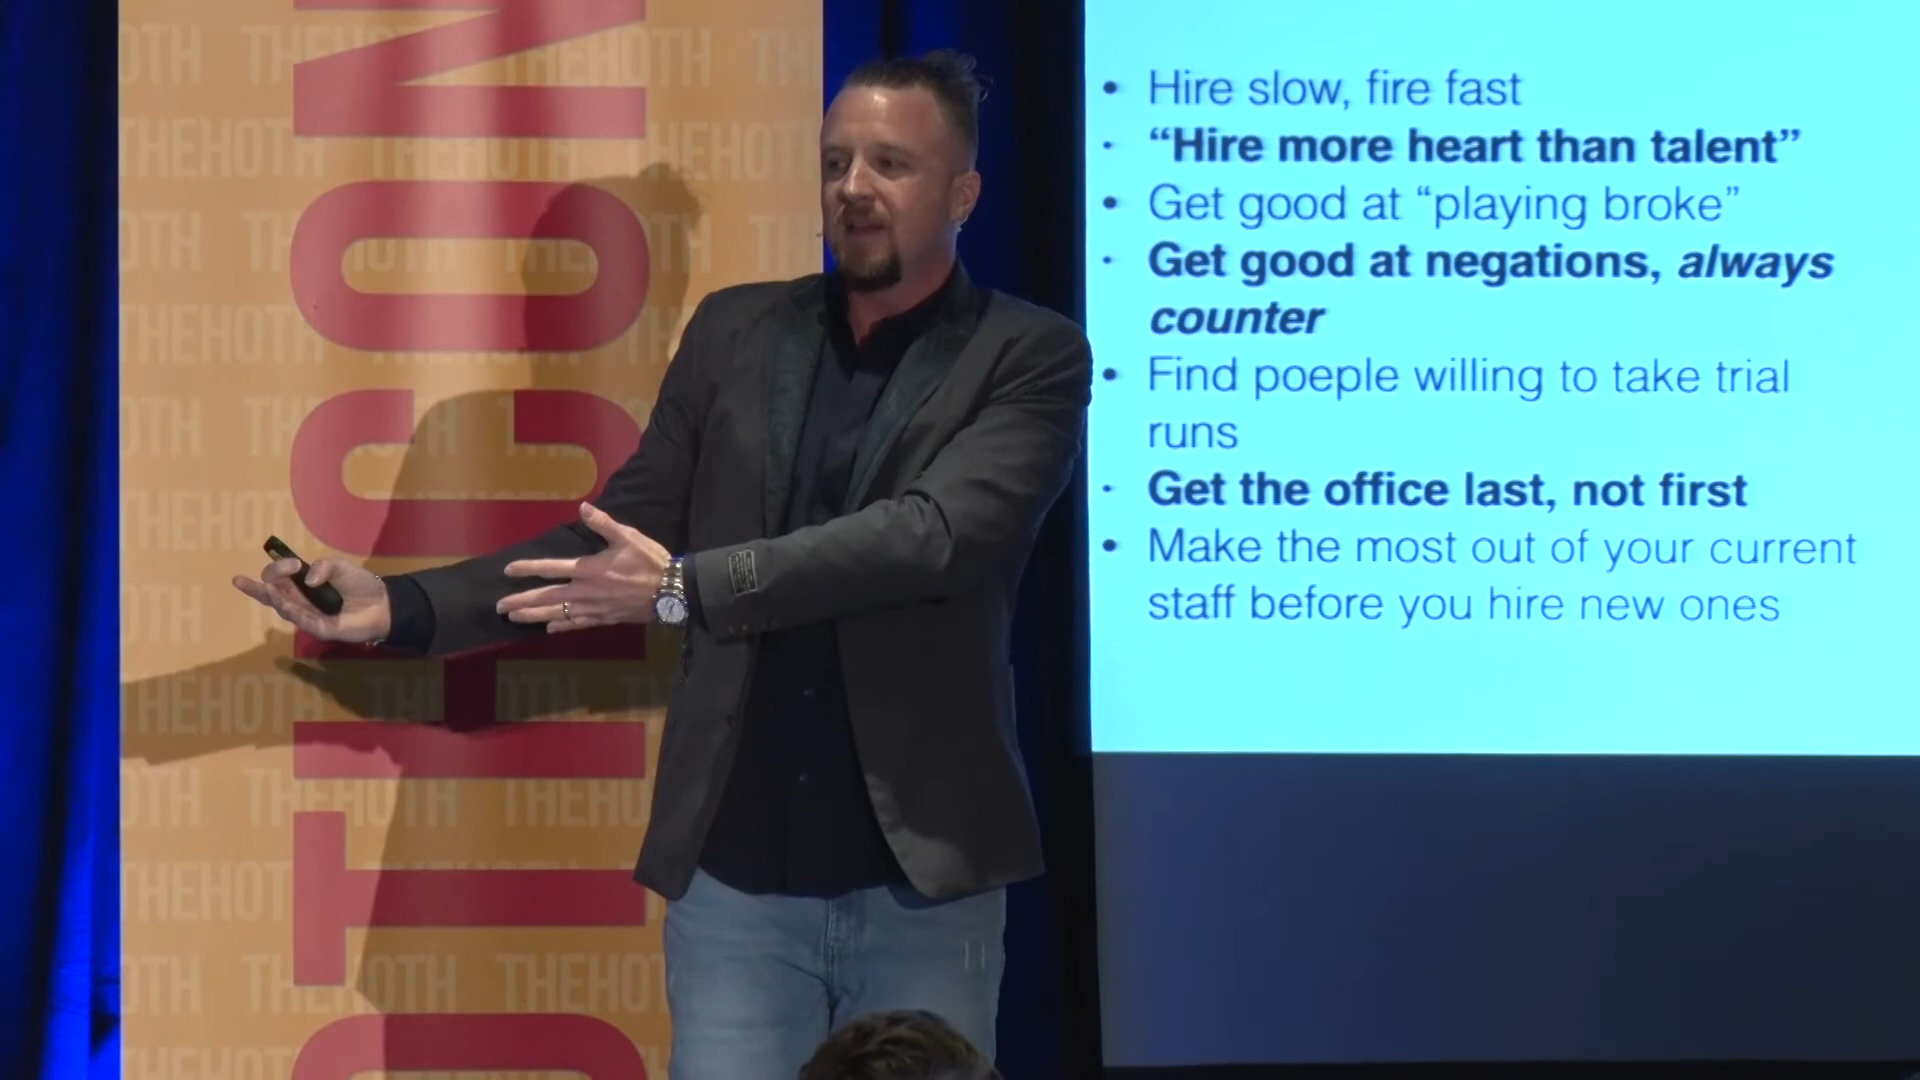 THEHOTH
HOTHCON
• Hire slow, fire fast
• “Hire more heart than talent”
• Get good at “playing broke”
• Get good at negations, always
counter
• Find poeple willing to take trial
runs
• Get the office last, not first
• Make the most out of your current
staff before you hire new ones